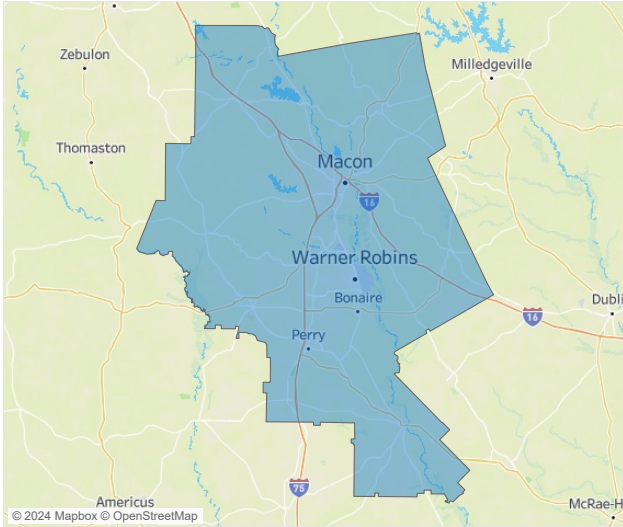 Zebulon
Milledgeville
Thomaston
Macon
16
Warner Robins
Bonaire
Dubli
16
Perry
75
Americus
McRae-H
© 2024 Mapbox © OpenStreetMap